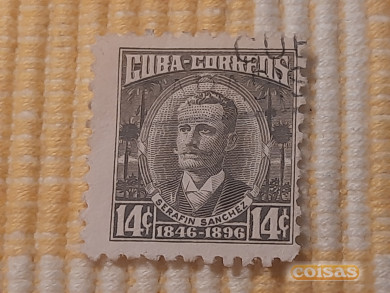 CUBA-CORREOS
SERAFIN SANCHEZ
14¢ 1846-1896 14¢
coisas